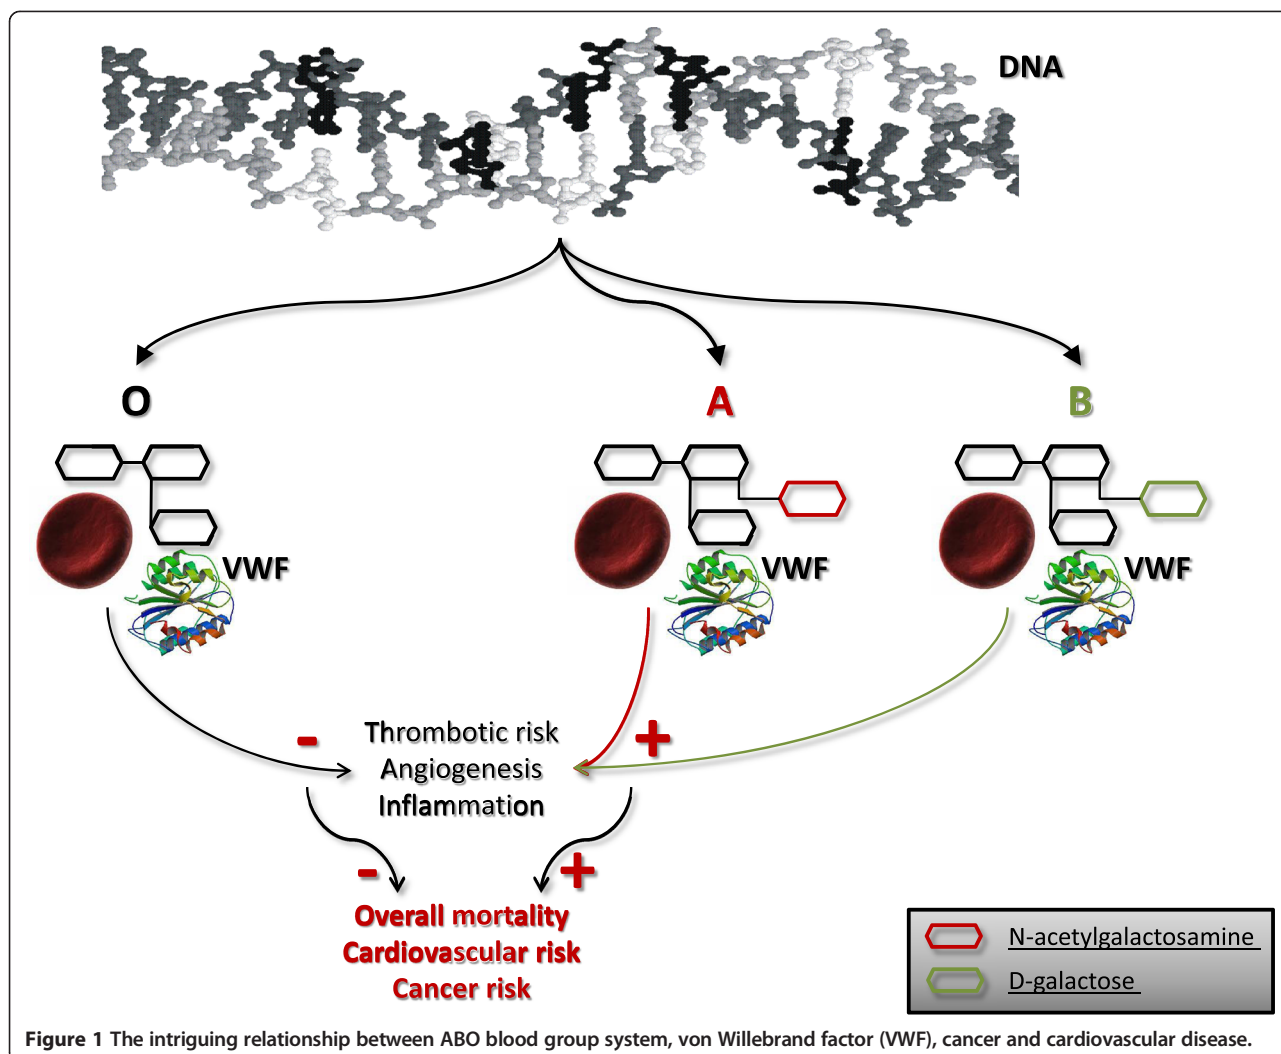 DNA
O
A
B
VWF
VWF
VWF
-
Thrombotic risk
+
Angiogenesis
Inflammation
-
+
Overall mortality
Cardiovascular risk
Cancer risk
N-acetylgalactosamine
D-galactose
Figure 1 The intriguing relationship between ABO blood group system, von Willebrand factor (VWF), cancer and cardiovascular disease.